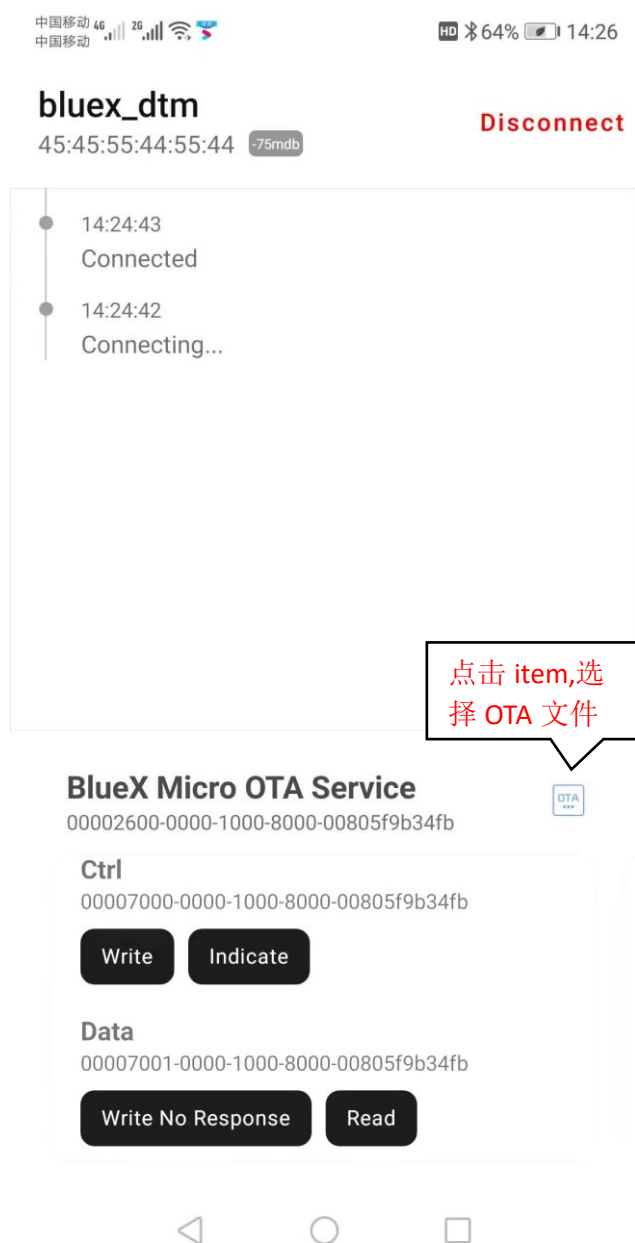 中国移动 4G 2G HD 64% 14:26
中国移动
bluex_dtm
Disconnect
45:45:55:44:55:44 -75mdb
14:24:43
Connected
14:24:42
Connecting...
点击 item,选
择 OTA 文件
BlueX Micro OTA Service
OTA
00002600-0000-1000-8000-00805f9b34fb
Ctrl
00007000-0000-1000-8000-00805f9b34fb
Write Indicate
Data
00007001-0000-1000-8000-00805f9b34fb
Write No Response Read